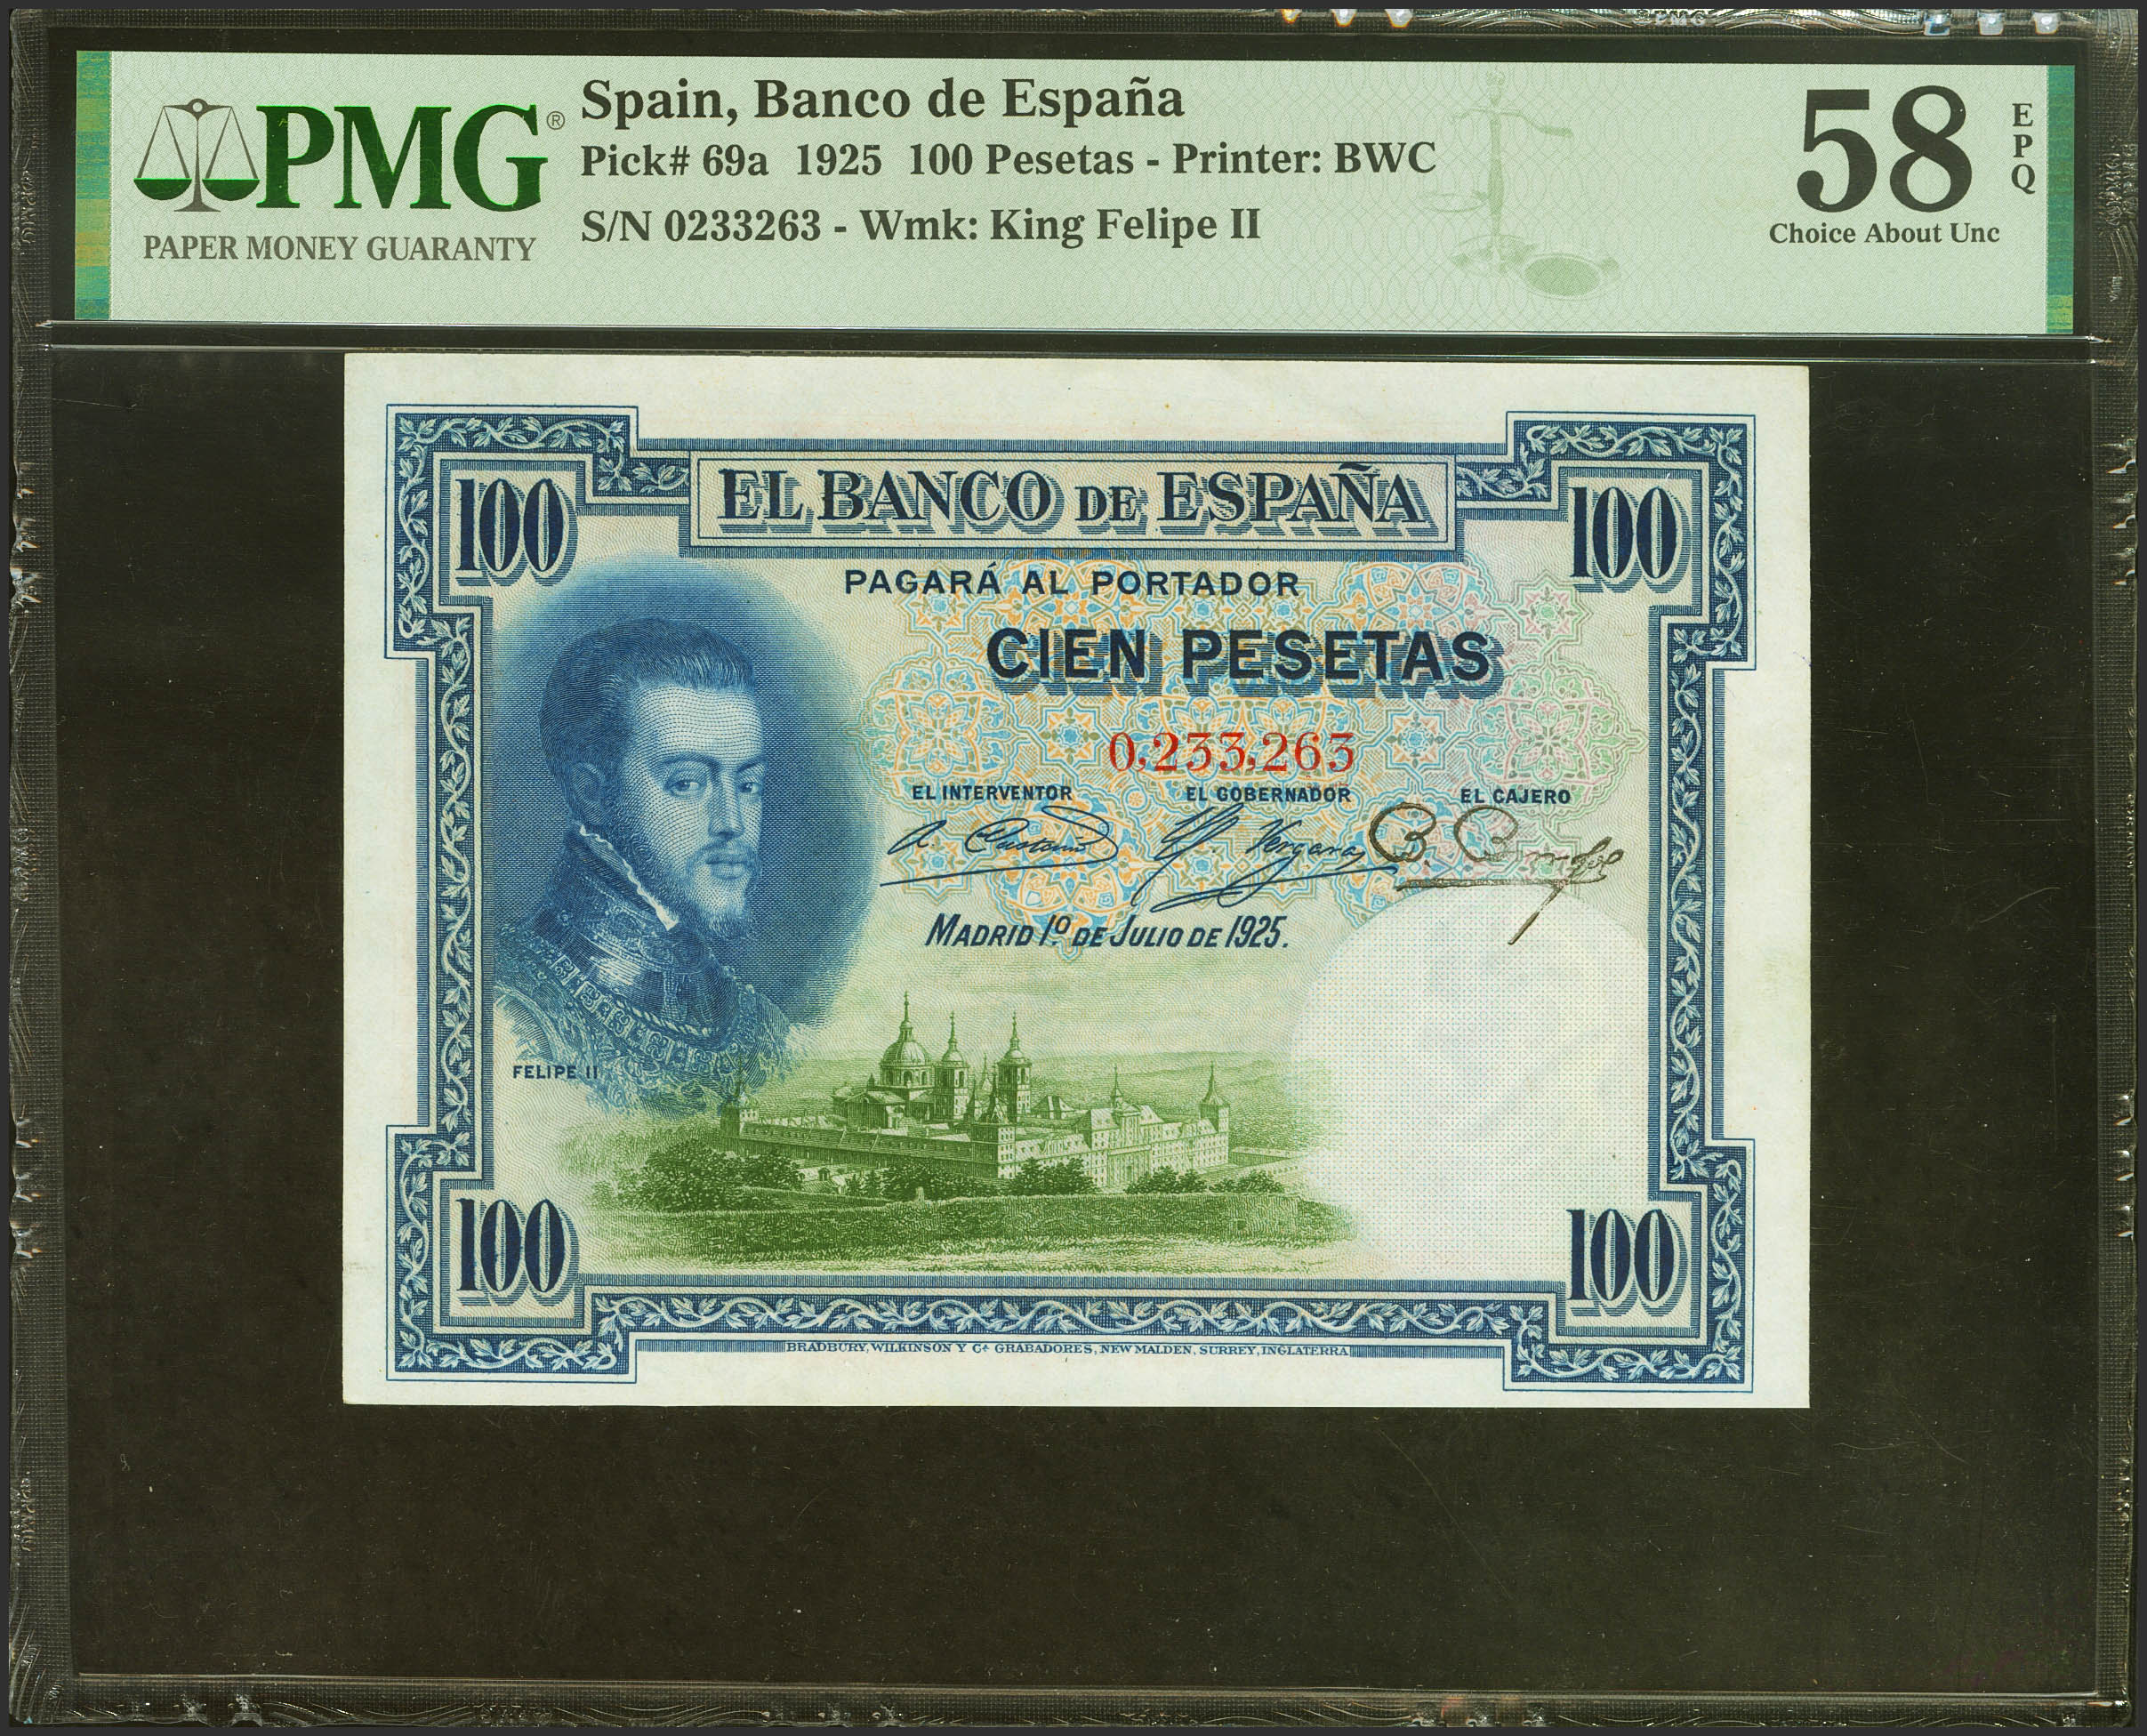 PMG®
PAPER MONEY GUARANTY
Spain, Banco de España
Pick# 69a 1925 100 Pesetas - Printer: BWC
S/N 0233263 - Wmk: King Felipe II
58
EPQ
Choice About Unc
100
EL BANCO DE ESPAÑA
100
PAGARÁ AL PORTADOR
CIEN PESETAS
0,233,263
EL INTERVENTOR EL GOBERNADOR EL CAJERO
MADRID 1º DE JULIO DE 1925.
FELIPE II
100
100
BRADBURY, WILKINSON Y Cª GRABADORES, NEW MALDEN, SURREY, INGLATERRA